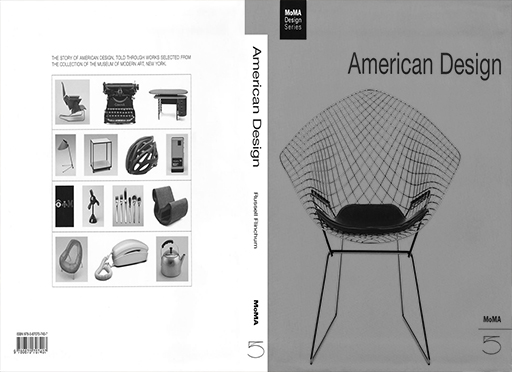 THE STORY OF AMERICAN DESIGN, TOLD THROUGH WORKS SELECTED FROM
THE COLLECTION OF THE MUSEUM OF MODERN ART, NEW YORK.
American Design
Russell Flinchum
MoMA
5
MoMA
Design
Series
American Design
MoMA
5